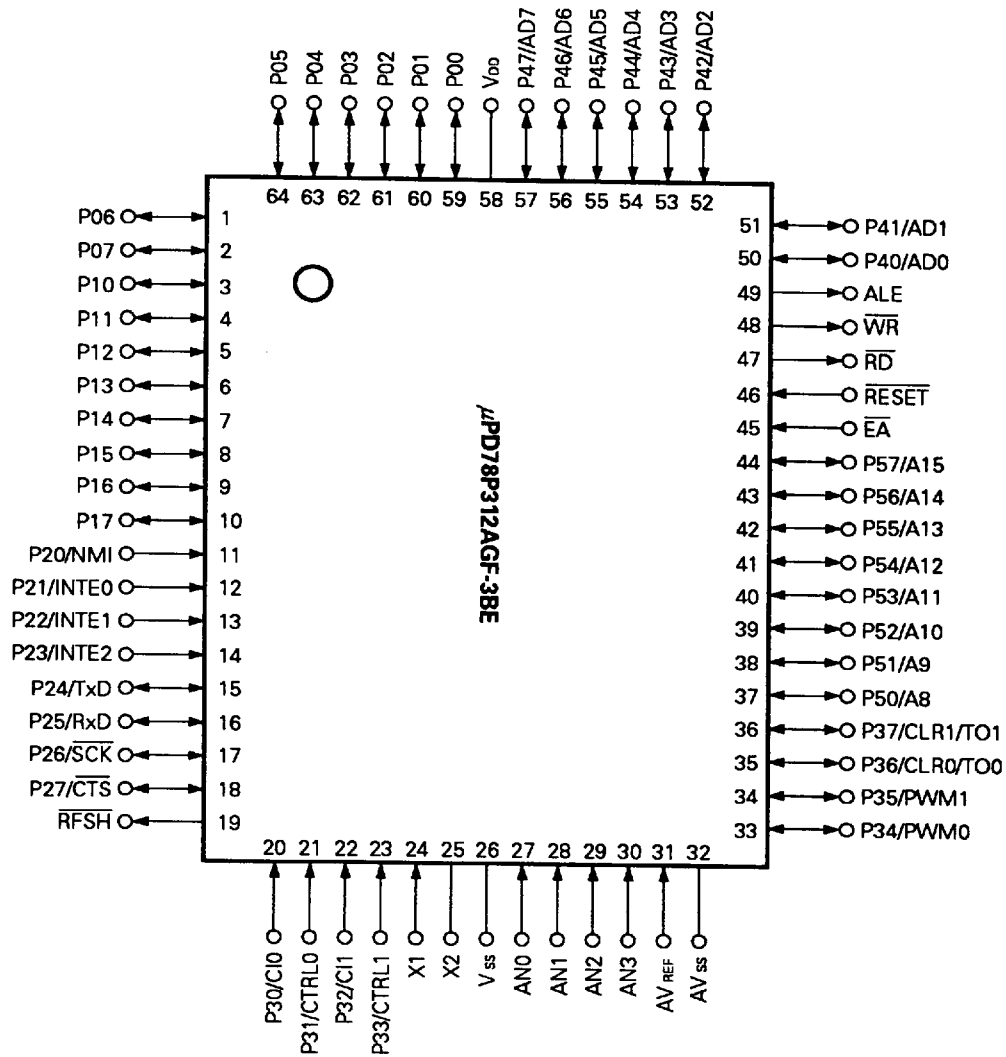 P05
P04
P03
P02
P01
P00
VDD
P47/AD7
P46/AD6
P45/AD5
P44/AD4
P43/AD3
P42/AD2
64 63 62 61 60 59 58 57 56 55 54 53 52
P06 1
P07 2
P10 3
P11 4
P12 5
P13 6
P14 7
P15 8
P16 9
P17 10
P20/NMI 11
P21/INTE0 12
P22/INTE1 13
P23/INTE2 14
P24/TxD 15
P25/RxD 16
P26/S̅C̅K̅ 17
P27/C̅T̅S̅ 18
R̅F̅S̅H̅ 19
μPD78P312AGF-3BE
51 P41/AD1
50 P40/AD0
49 ALE
48 W̅R̅
47 R̅D̅
46 R̅E̅S̅E̅T̅
45 E̅A̅
44 P57/A15
43 P56/A14
42 P55/A13
41 P54/A12
40 P53/A11
39 P52/A10
38 P51/A9
37 P50/A8
36 P37/CLR1/TO1
35 P36/CLR0/TO0
34 P35/PWM1
33 P34/PWM0
20 21 22 23 24 25 26 27 28 29 30 31 32
P30/CI0
P31/CTRL0
P32/CI1
P33/CTRL1
X1
X2
VSS
AN0
AN1
AN2
AN3
AVREF
AVSS